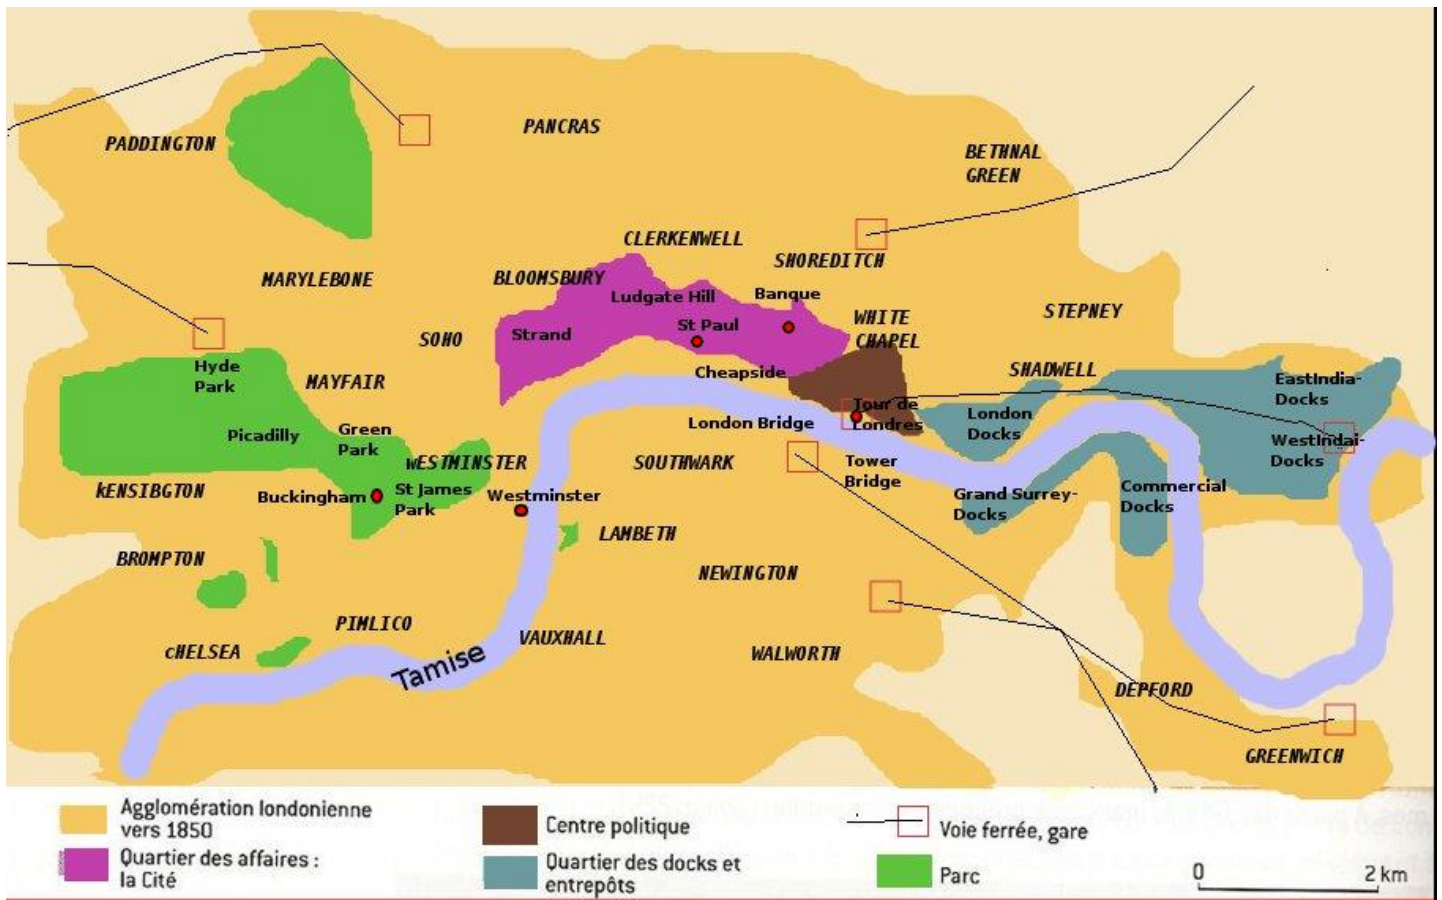 PANCRAS
PADDINGTON
BETHNAL
GREEN
CLERKENWELL
SHOREDITCH
MARYLEBONE
BLOOMSBURY
Ludgate Hill
Banque
STEPNEY
WHITE
CHAPEL
St Paul
Strand
SOHO
Hyde
Park
MAYFAIR
Cheapside
SHADWELL
EastIndia-
Docks
Tour de
Londres
London
Docks
London Bridge
Picadilly
Green
Park
WestIndai-
Docks
wESTMINSTER
SOUTHWARK
Tower
Bridge
kENSIBGTON
Buckingham
St James
Park
Westminster
Grand Surrey-
Docks
Commercial
Docks
LAMBETH
BROMPTON
NEWINGTON
PIMLICO
VAUXHALL
cHELSEA
WALWORTH
Tamise
DEPFORD
GREENWICH
Agglomération londonienne
vers 1850
Quartier des affaires :
la Cité
Centre politique
Quartier des docks et
entrepôts
Voie ferrée, gare
Parc
0 2 km